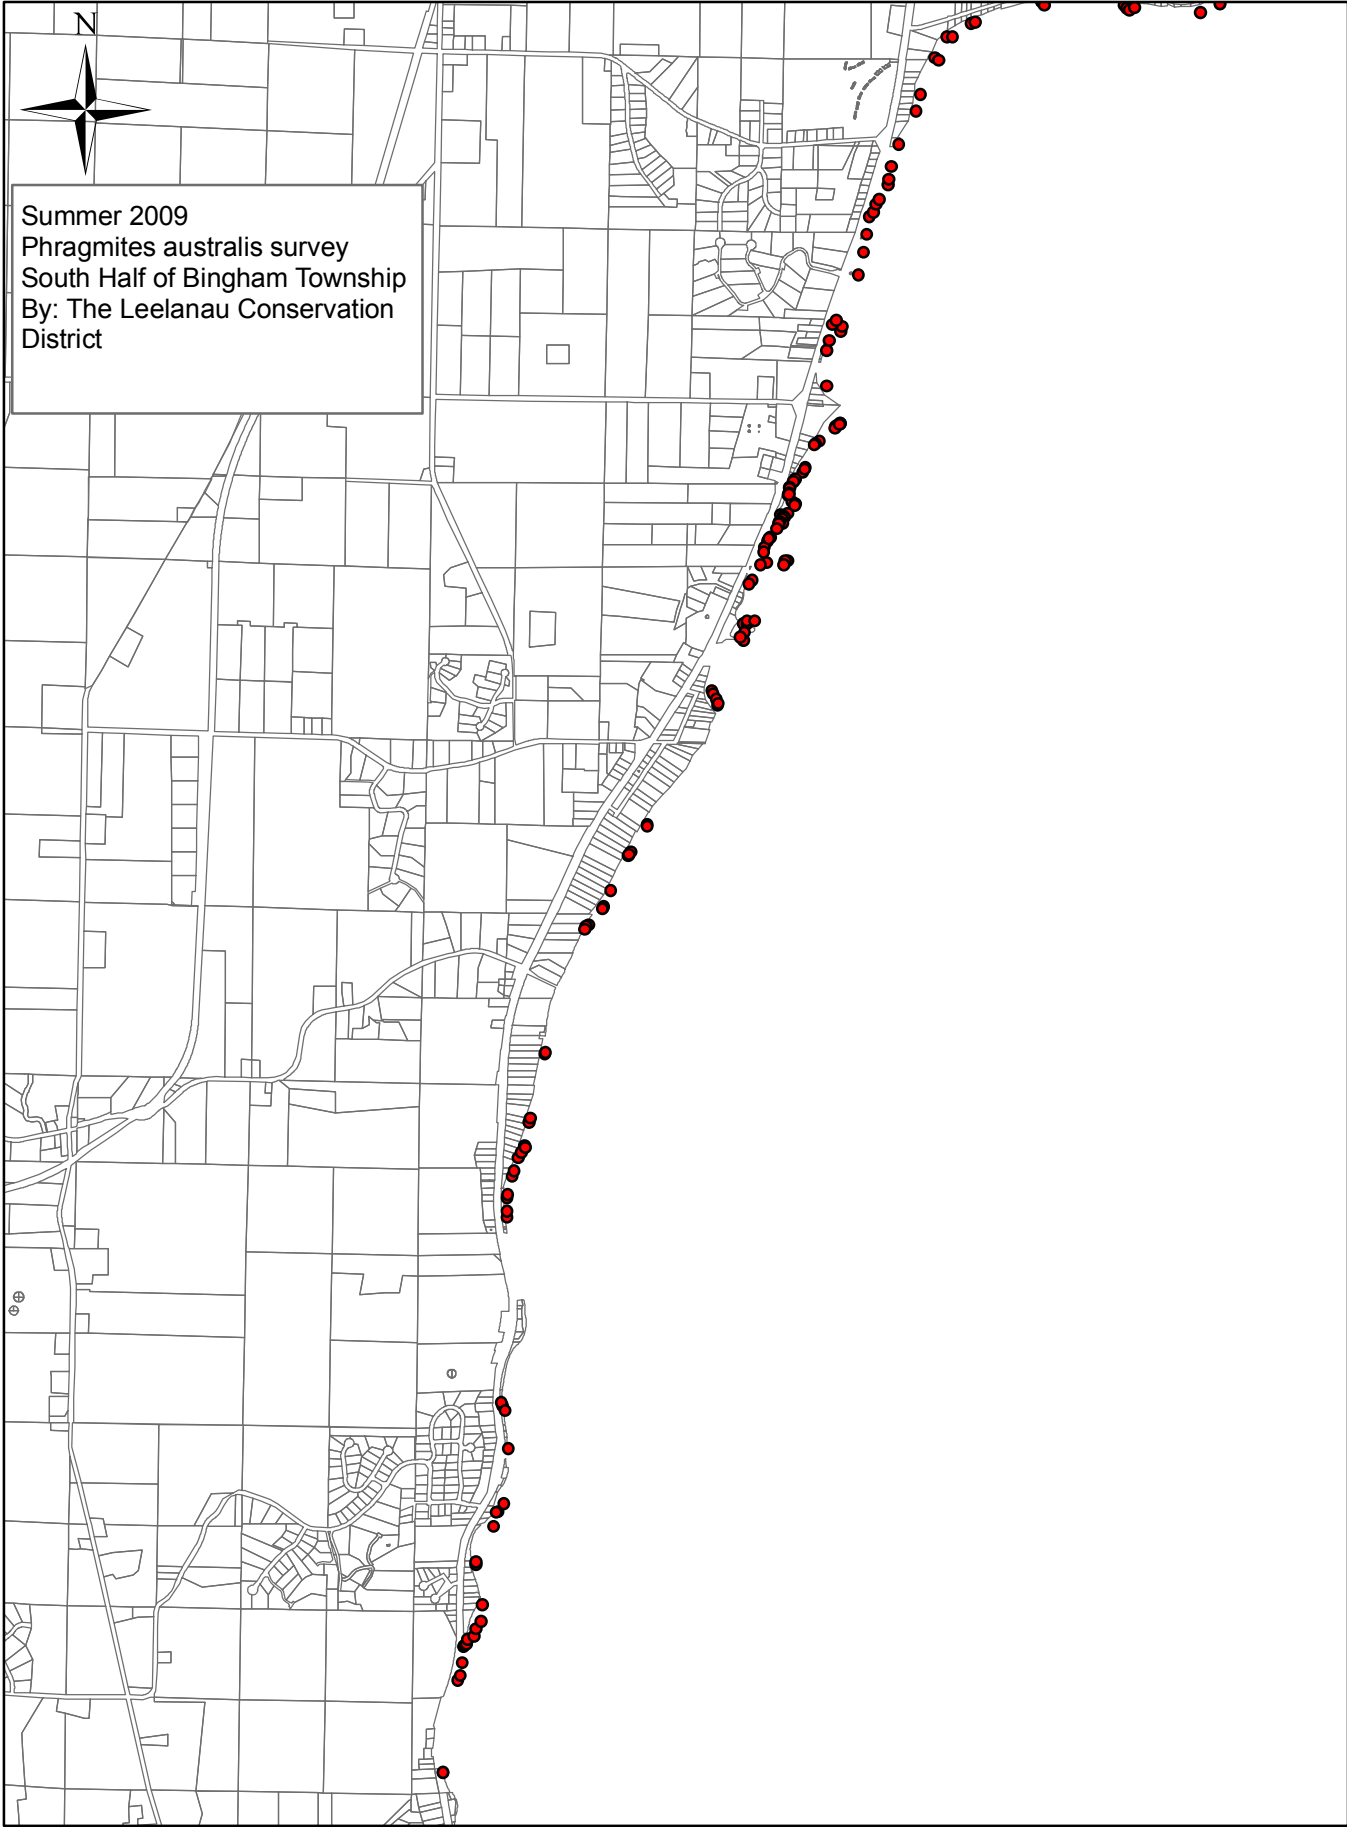 N
Summer 2009
Phragmites australis survey
South Half of Bingham Township
By: The Leelanau Conservation
District